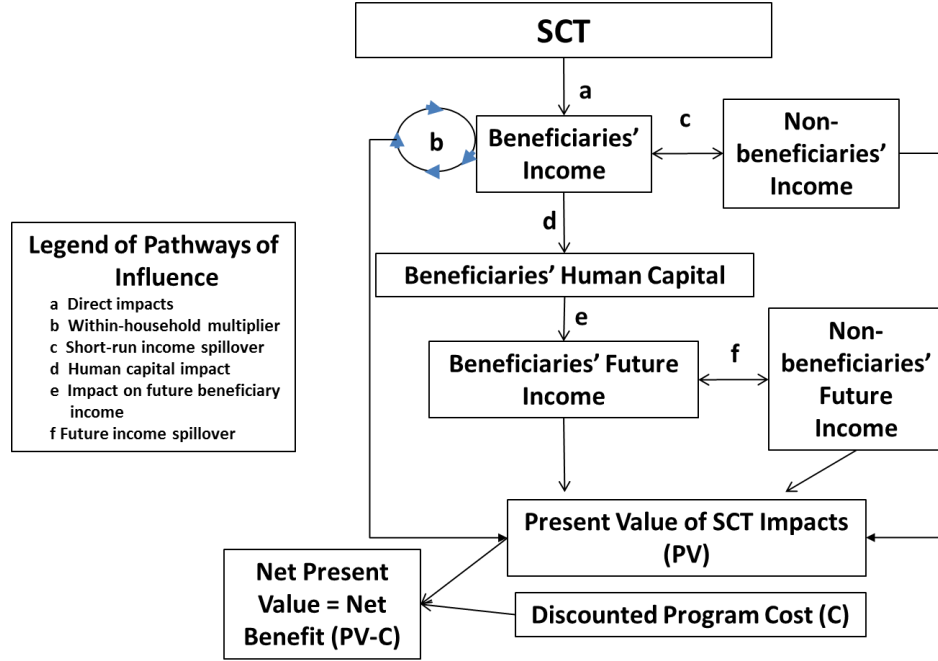 SCT
a
b
Beneficiaries’
Income
c
Non-
beneficiaries’
Income
d
Legend of Pathways of
Influence
a Direct impacts
b Within-household multiplier
c Short-run income spillover
d Human capital impact
e Impact on future beneficiary
income
f Future income spillover
Beneficiaries’ Human Capital
e
Beneficiaries’ Future
Income
f
Non-
beneficiaries’
Future
Income
Present Value of SCT Impacts
(PV)
Net Present
Value = Net
Benefit (PV-C)
Discounted Program Cost (C)